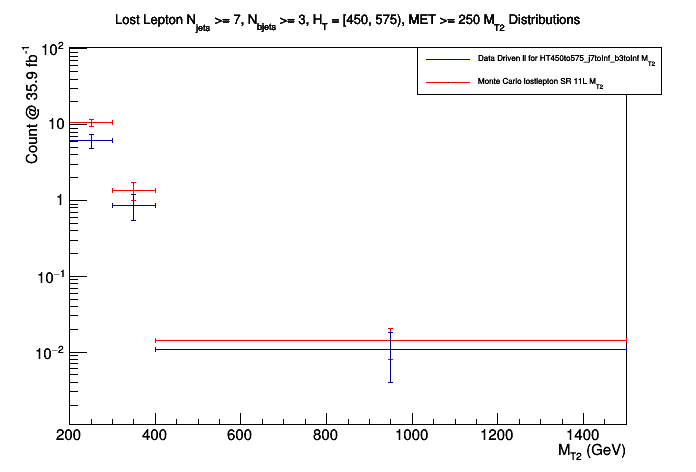 Lost Lepton N_jets >= 7, N_bjets >= 3, H_T = [450, 575), MET >= 250 M_T2 Distributions
Data Driven II for HT450to575_j7toInf_b3toInf M_T2
Monte Carlo lostlepton SR 11L M_T2
Count @ 35.9 fb^-1
10^2
10
1
10^-1
10^-2
200 400 600 800 1000 1200 1400
M_T2 (GeV)